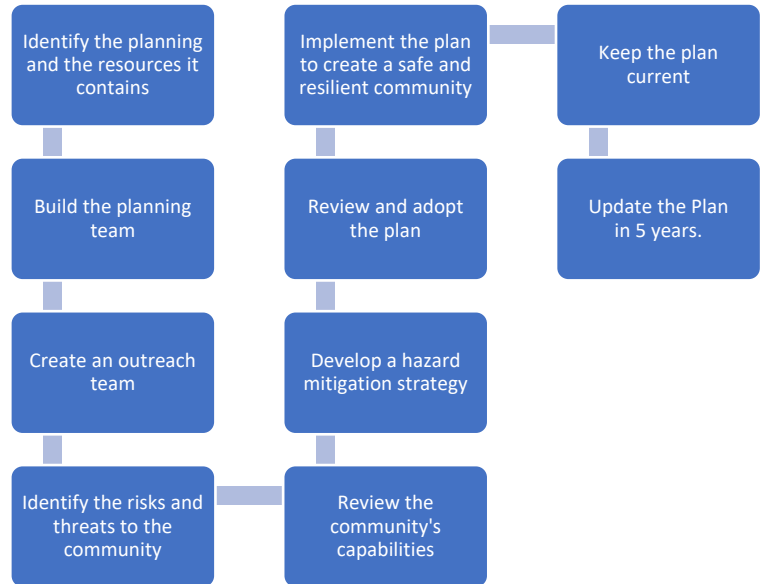 Identify the planning
and the resources it
contains
Build the planning
team
Create an outreach
team
Identify the risks and
threats to the
community
Review the
community's
capabilities
Develop a hazard
mitigation strategy
Review and adopt
the plan
Implement the plan
to create a safe and
resilient community
Keep the plan
current
Update the Plan
in 5 years.